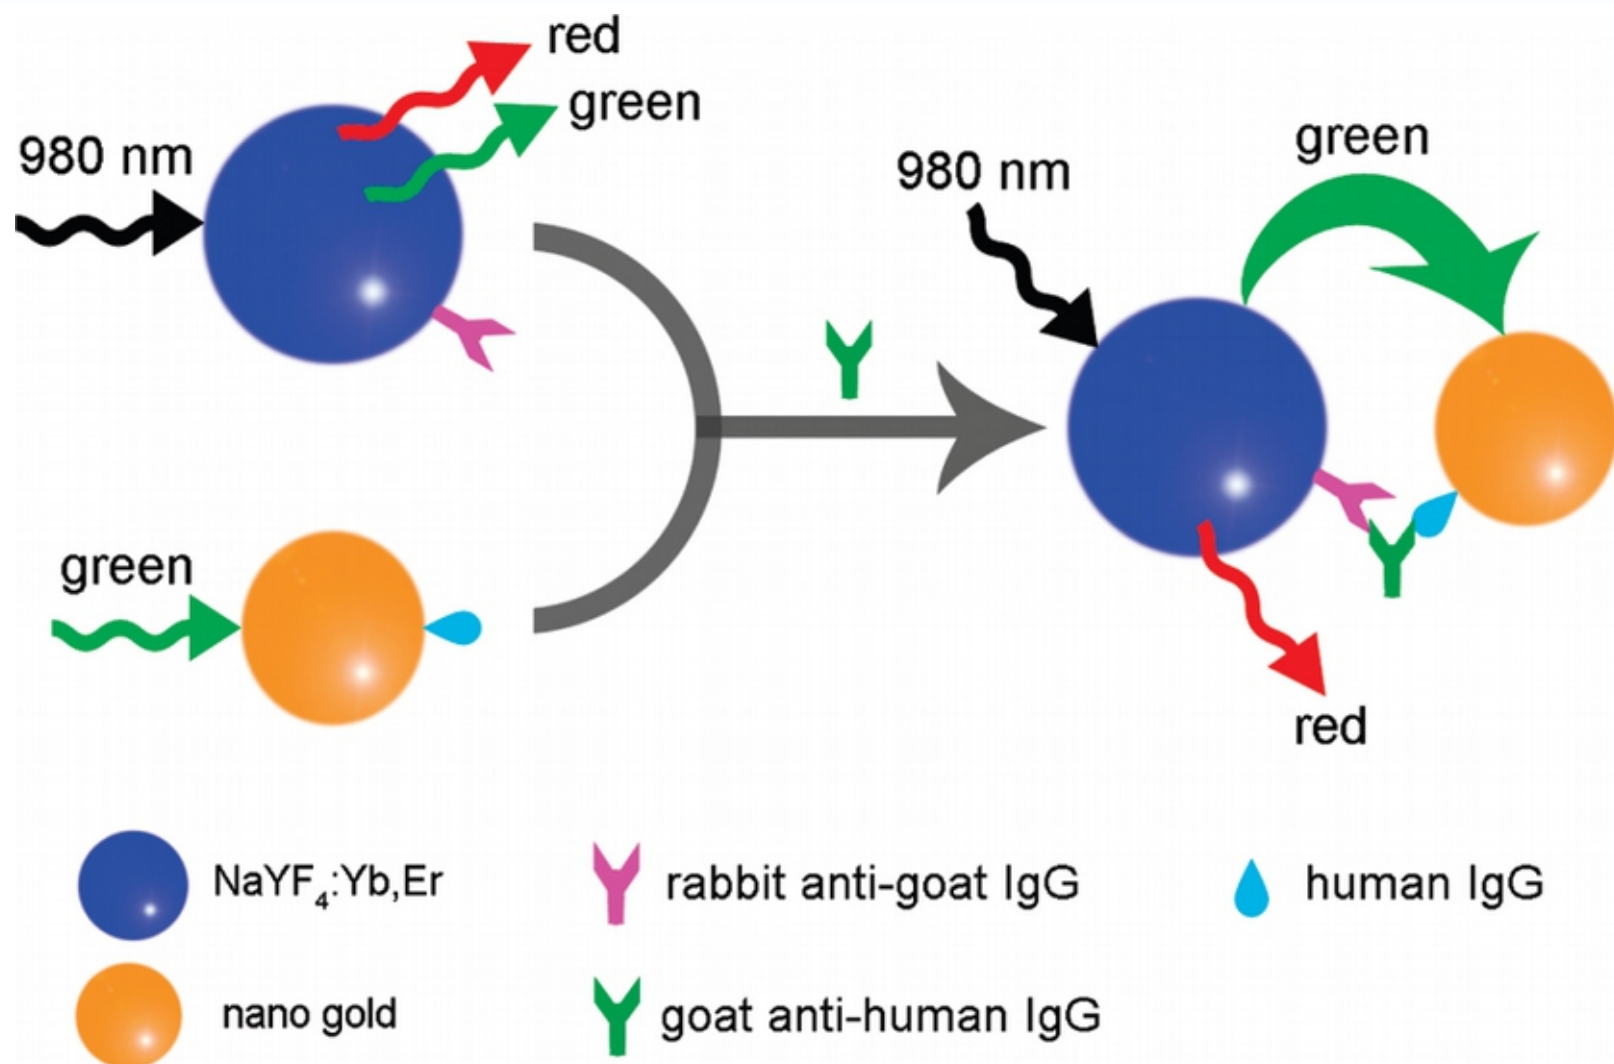 red
green
980 nm
green
980 nm
green
red
NaYF₄:Yb,Er
rabbit anti-goat IgG
human IgG
nano gold
goat anti-human IgG